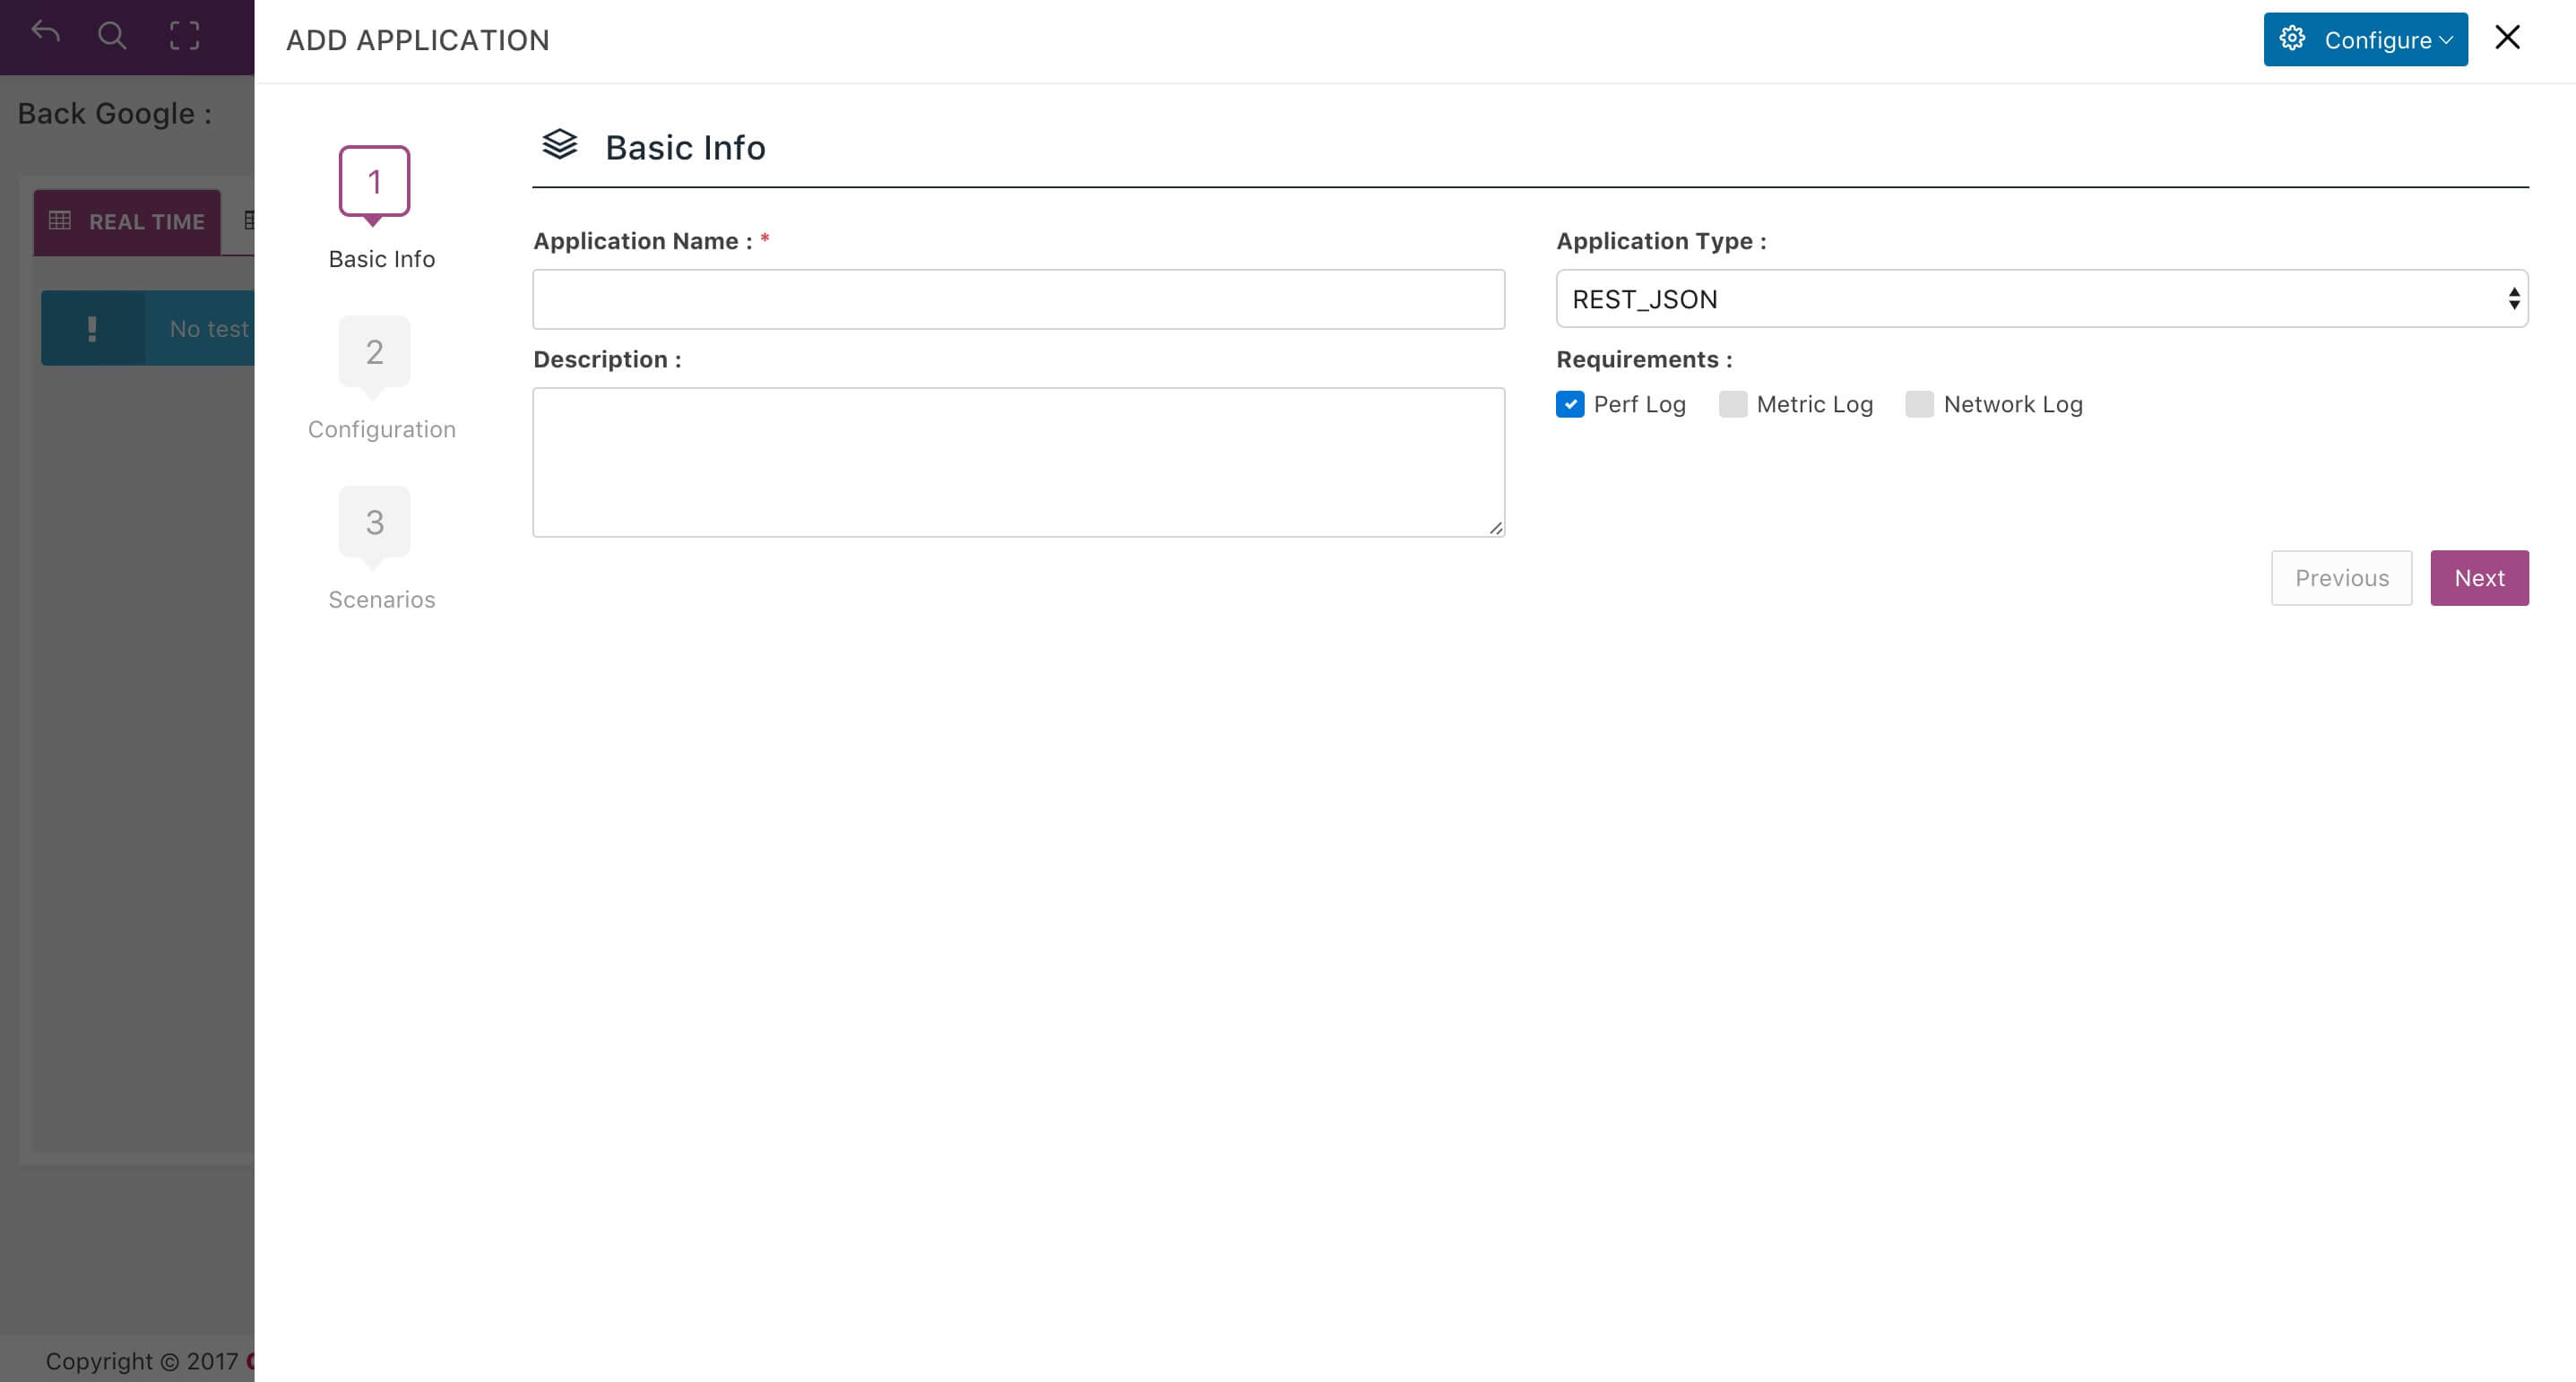 ADD APPLICATION
Configure
Back Google :
REAL TIME
No test
1
Basic Info
2
Configuration
3
Scenarios
Basic Info
Application Name : *
Application Type :
REST_JSON
Description :
Requirements :
Perf Log Metric Log Network Log
Previous Next
Copyright © 2017